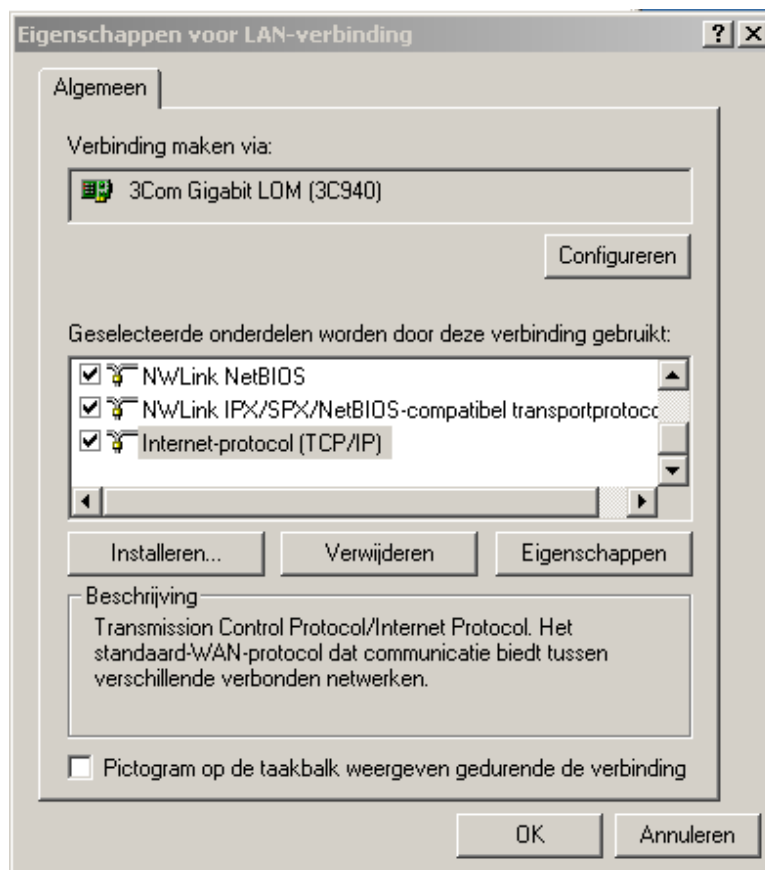 Eigenschappen voor LAN-verbinding
Algemeen
Verbinding maken via:
3Com Gigabit LOM (3C940)
Configureren
Geselecteerde onderdelen worden door deze verbinding gebruikt:
NWLink NetBIOS
NWLink IPX/SPX/NetBIOS-compatibel transportprotoco
Internet-protocol (TCP/IP)
Installeren...
Verwijderen
Eigenschappen
Beschrijving
Transmission Control Protocol/Internet Protocol. Het
standaard-WAN-protocol dat communicatie biedt tussen
verschillende verbonden netwerken.
Pictogram op de taakbalk weergeven gedurende de verbinding
OK
Annuleren